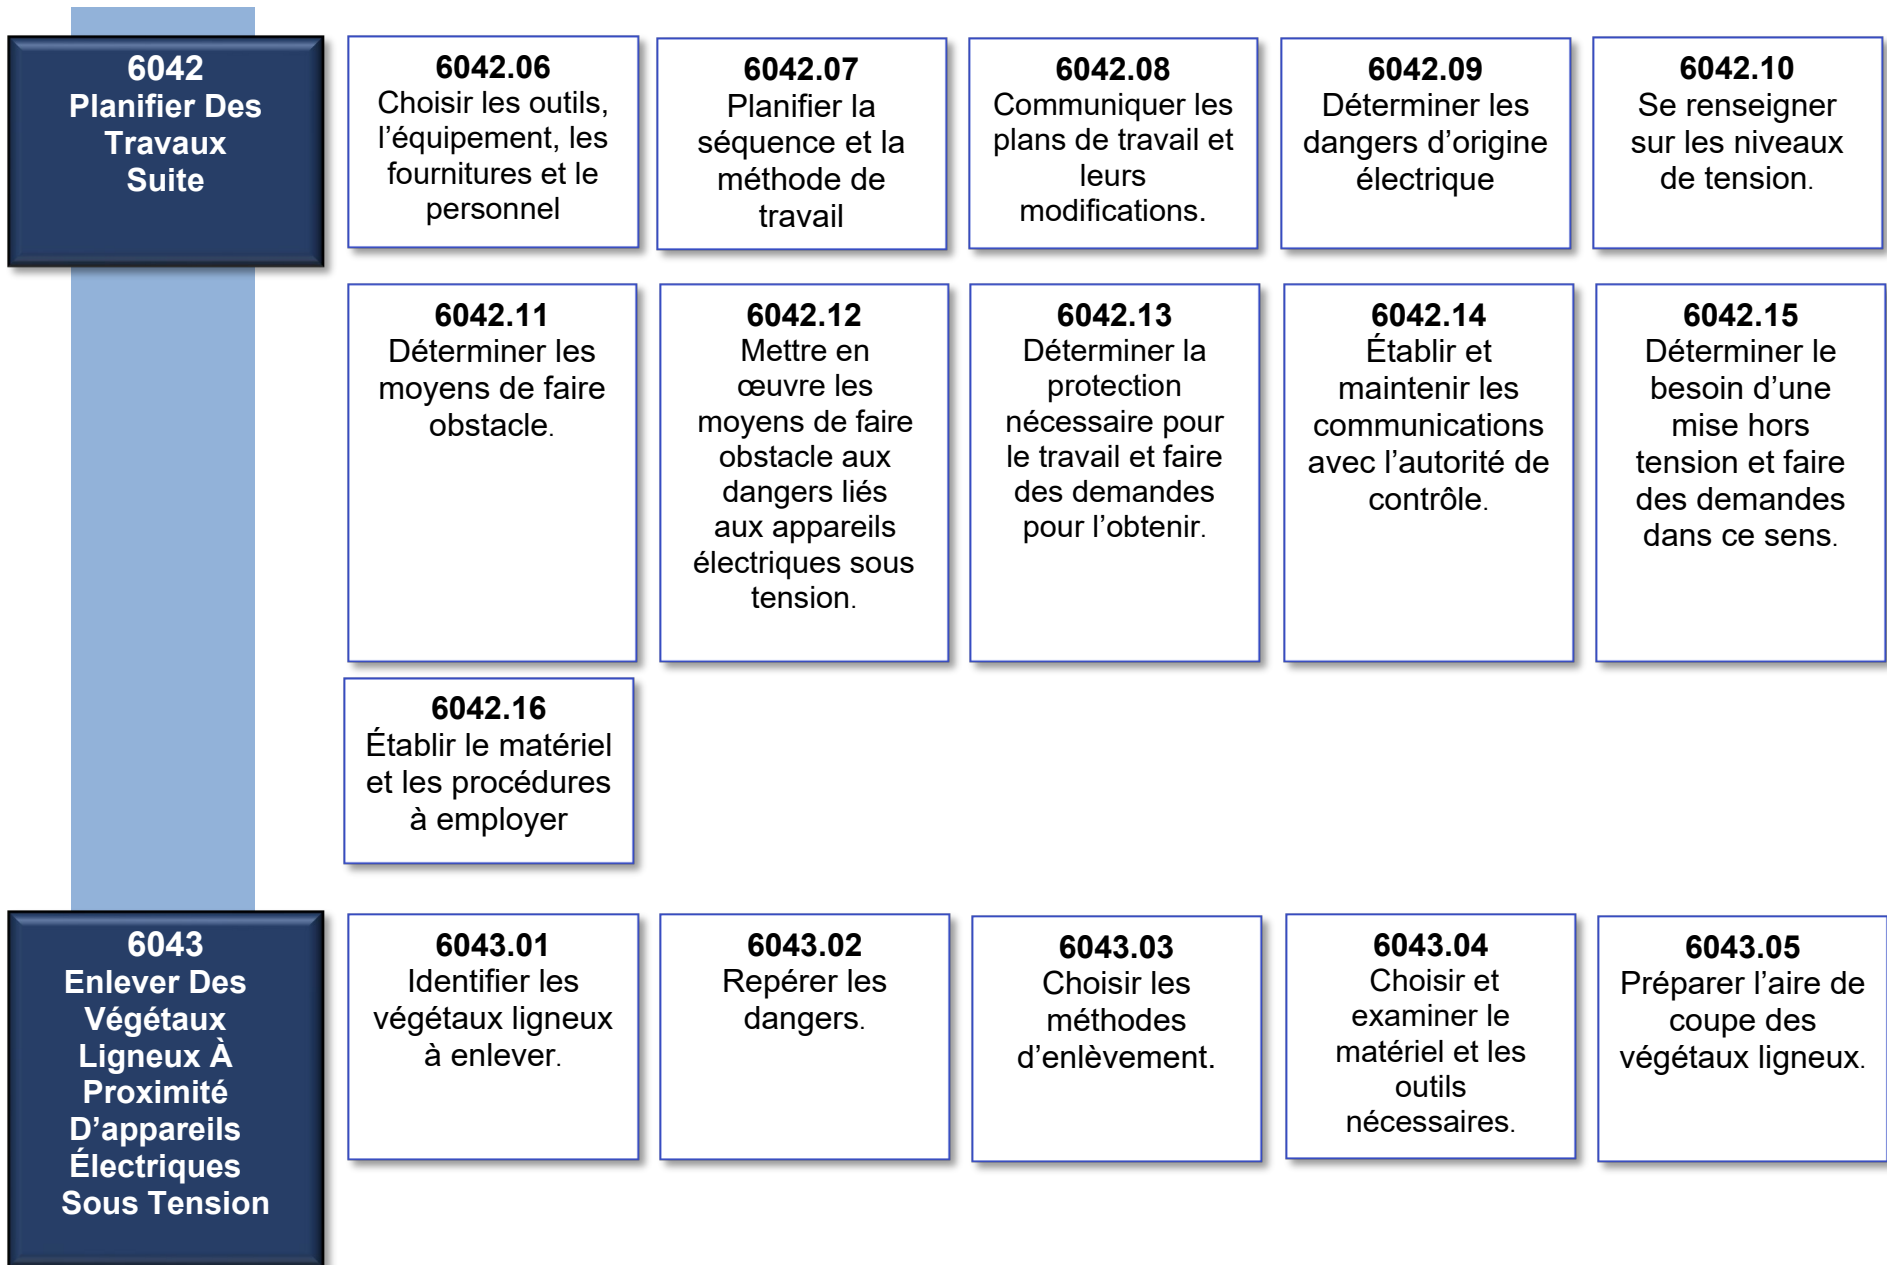 6042
Planifier Des
Travaux
Suite
6042.06
Choisir les outils,
l’équipement, les
fournitures et le
personnel
6042.07
Planifier la
séquence et la
méthode de
travail
6042.08
Communiquer les
plans de travail et
leurs
modifications.
6042.09
Déterminer les
dangers d’origine
électrique
6042.10
Se renseigner
sur les niveaux
de tension.
6042.11
Déterminer les
moyens de faire
obstacle.
6042.12
Mettre en
œuvre les
moyens de faire
obstacle aux
dangers liés
aux appareils
électriques sous
tension.
6042.13
Déterminer la
protection
nécessaire pour
le travail et faire
des demandes
pour l’obtenir.
6042.14
Établir et
maintenir les
communications
avec l’autorité de
contrôle.
6042.15
Déterminer le
besoin d’une
mise hors
tension et faire
des demandes
dans ce sens.
6042.16
Établir le matériel
et les procédures
à employer
6043
Enlever Des
Végétaux
Ligneux À
Proximité
D’appareils
Électriques
Sous Tension
6043.01
Identifier les
végétaux ligneux
à enlever.
6043.02
Repérer les
dangers.
6043.03
Choisir les
méthodes
d’enlèvement.
6043.04
Choisir et
examiner le
matériel et les
outils
nécessaires.
6043.05
Préparer l’aire de
coupe des
végétaux ligneux.